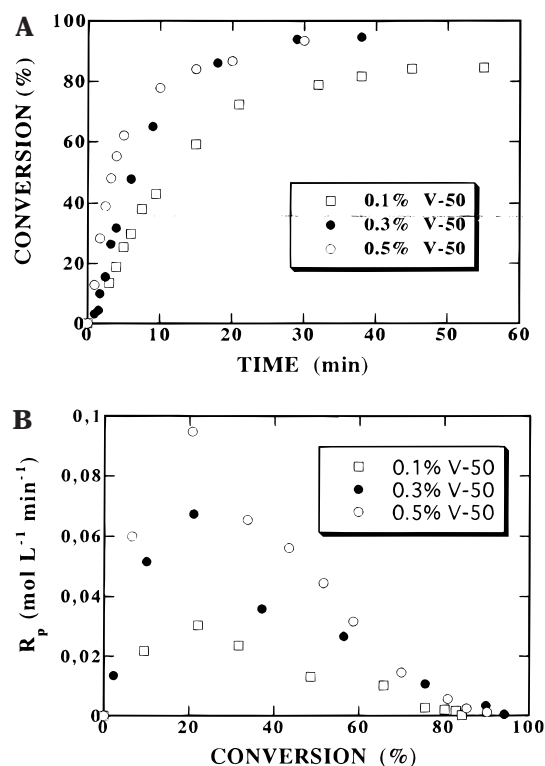 A
100
80
60
40
20
0
CONVERSION (%)
0.1% V-50
0.3% V-50
0.5% V-50
0 10 20 30 40 50 60
TIME (min)
B
0,1
0,08
0,06
0,04
0,02
0
Rp (mol L-1 min-1)
0.1% V-50
0.3% V-50
0.5% V-50
0 20 40 60 80 100
CONVERSION (%)